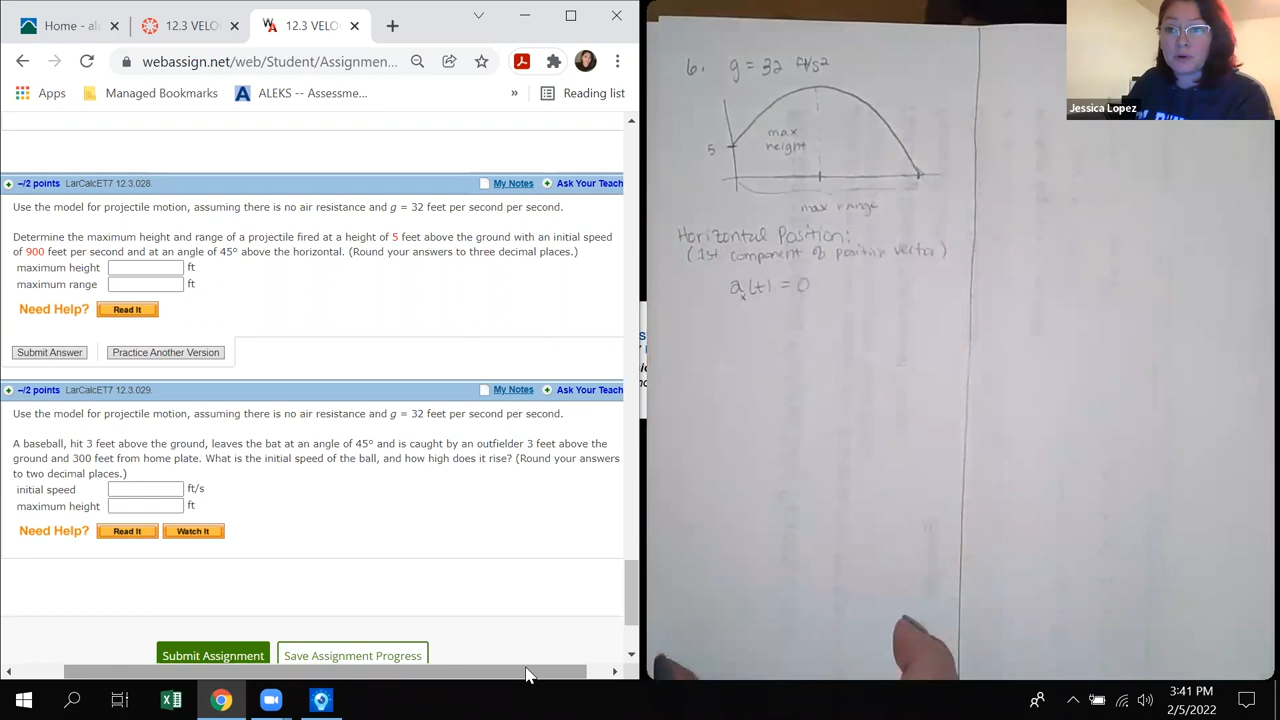 Home - al
12.3 VELO
12.3 VELO
webassign.net/web/Student/Assignmen...
Apps
Managed Bookmarks
ALEKS -- Assessme...
»
Reading list
–/2 points LarCalcET7 12.3.028.
My Notes
Ask Your Teach
Use the model for projectile motion, assuming there is no air resistance and g = 32 feet per second per second.
Determine the maximum height and range of a projectile fired at a height of 5 feet above the ground with an initial speed
of 900 feet per second and at an angle of 45° above the horizontal. (Round your answers to three decimal places.)
maximum height ft
maximum range ft
Need Help? Read It
Submit Answer
Practice Another Version
–/2 points LarCalcET7 12.3.029.
My Notes
Ask Your Teach
Use the model for projectile motion, assuming there is no air resistance and g = 32 feet per second per second.
A baseball, hit 3 feet above the ground, leaves the bat at an angle of 45° and is caught by an outfielder 3 feet above the
ground and 300 feet from home plate. What is the initial speed of the ball, and how high does it rise? (Round your answers
to two decimal places.)
initial speed ft/s
maximum height ft
Need Help? Read It Watch It
Submit Assignment
Save Assignment Progress
6. g = 32 ft/s²
max
height
5
max range
Horizontal Position:
(1st component of position vector)
aₓ(t) = 0
Jessica Lopez
3:41 PM
2/5/2022